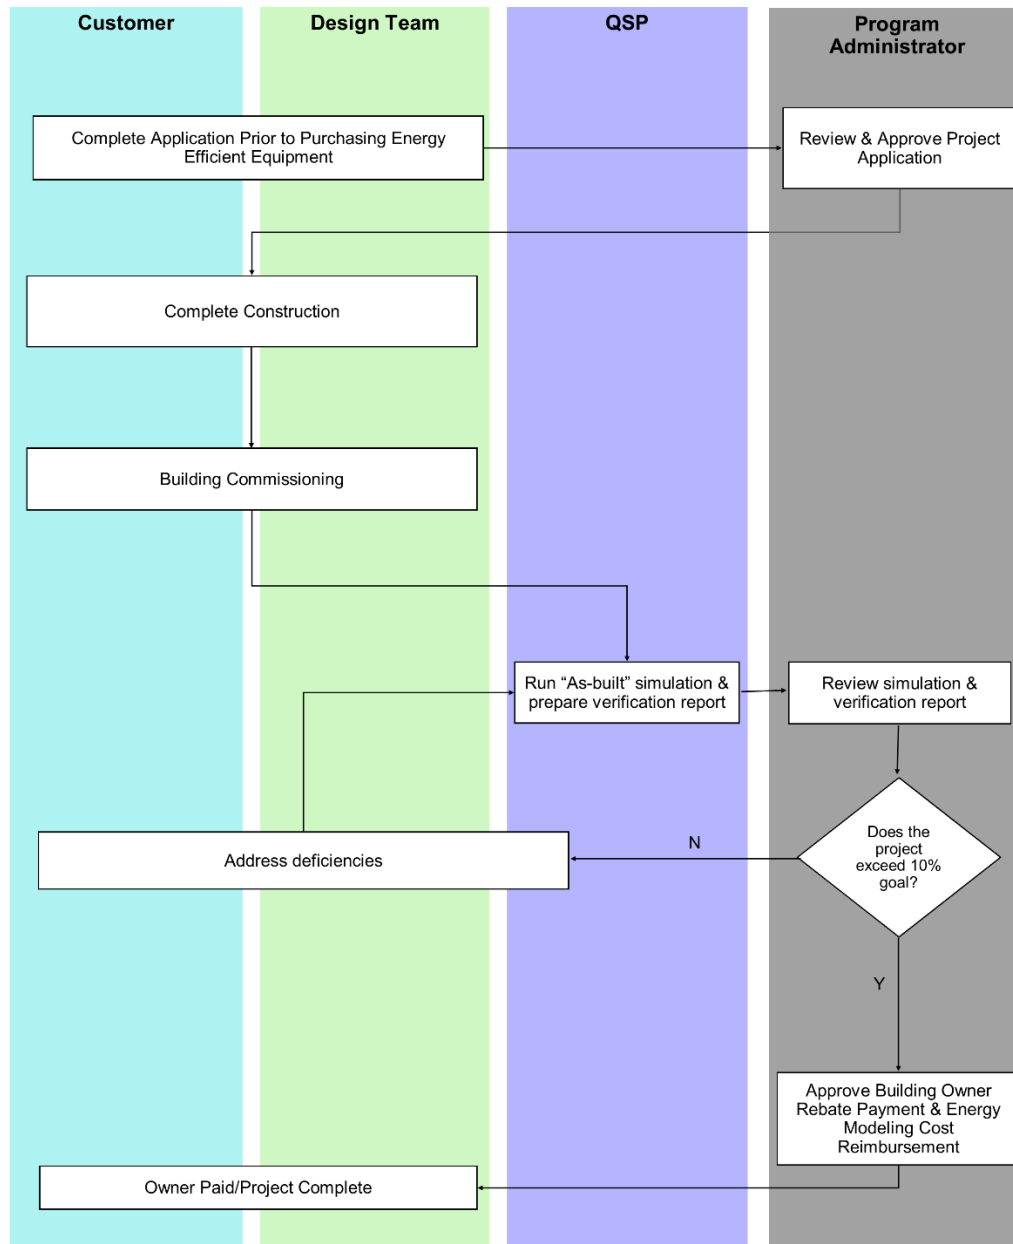 Customer
Design Team
QSP
Program
Administrator
Complete Application Prior to Purchasing Energy
Efficient Equipment
Review & Approve Project
Application
Complete Construction
Building Commissioning
Run “As-built” simulation &
prepare verification report
Review simulation &
verification report
Does the
project
exceed 10%
goal?
N
Address deficiencies
Y
Approve Building Owner
Rebate Payment & Energy
Modeling Cost
Reimbursement
Owner Paid/Project Complete